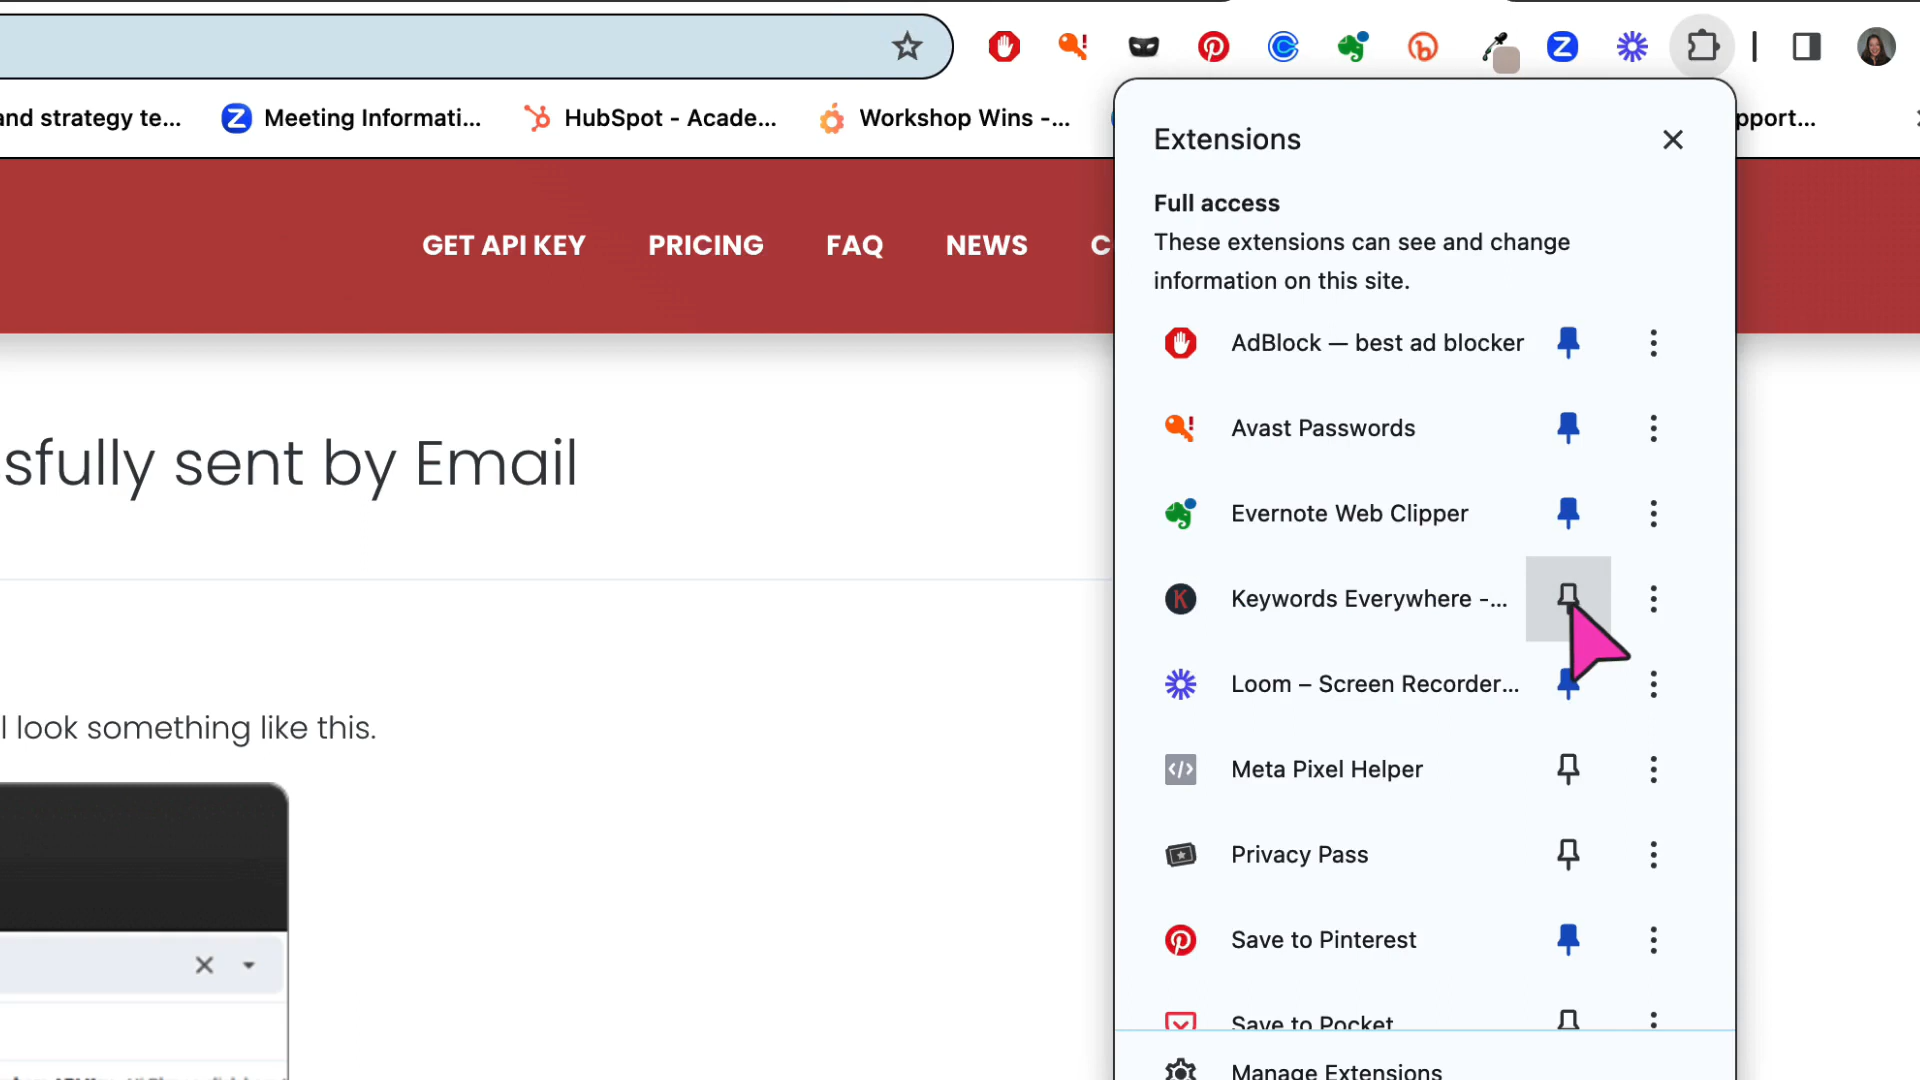 and strategy te...
Meeting Informati...
HubSpot - Acade...
Workshop Wins -...
pport...
GET API KEY
PRICING
FAQ
NEWS
C
sfully sent by Email
l look something like this.
Extensions
Full access
These extensions can see and change
information on this site.
AdBlock — best ad blocker
Avast Passwords
Evernote Web Clipper
Keywords Everywhere -...
Loom – Screen Recorder...
Meta Pixel Helper
Privacy Pass
Save to Pinterest
Save to Pocket
Manage Extensions